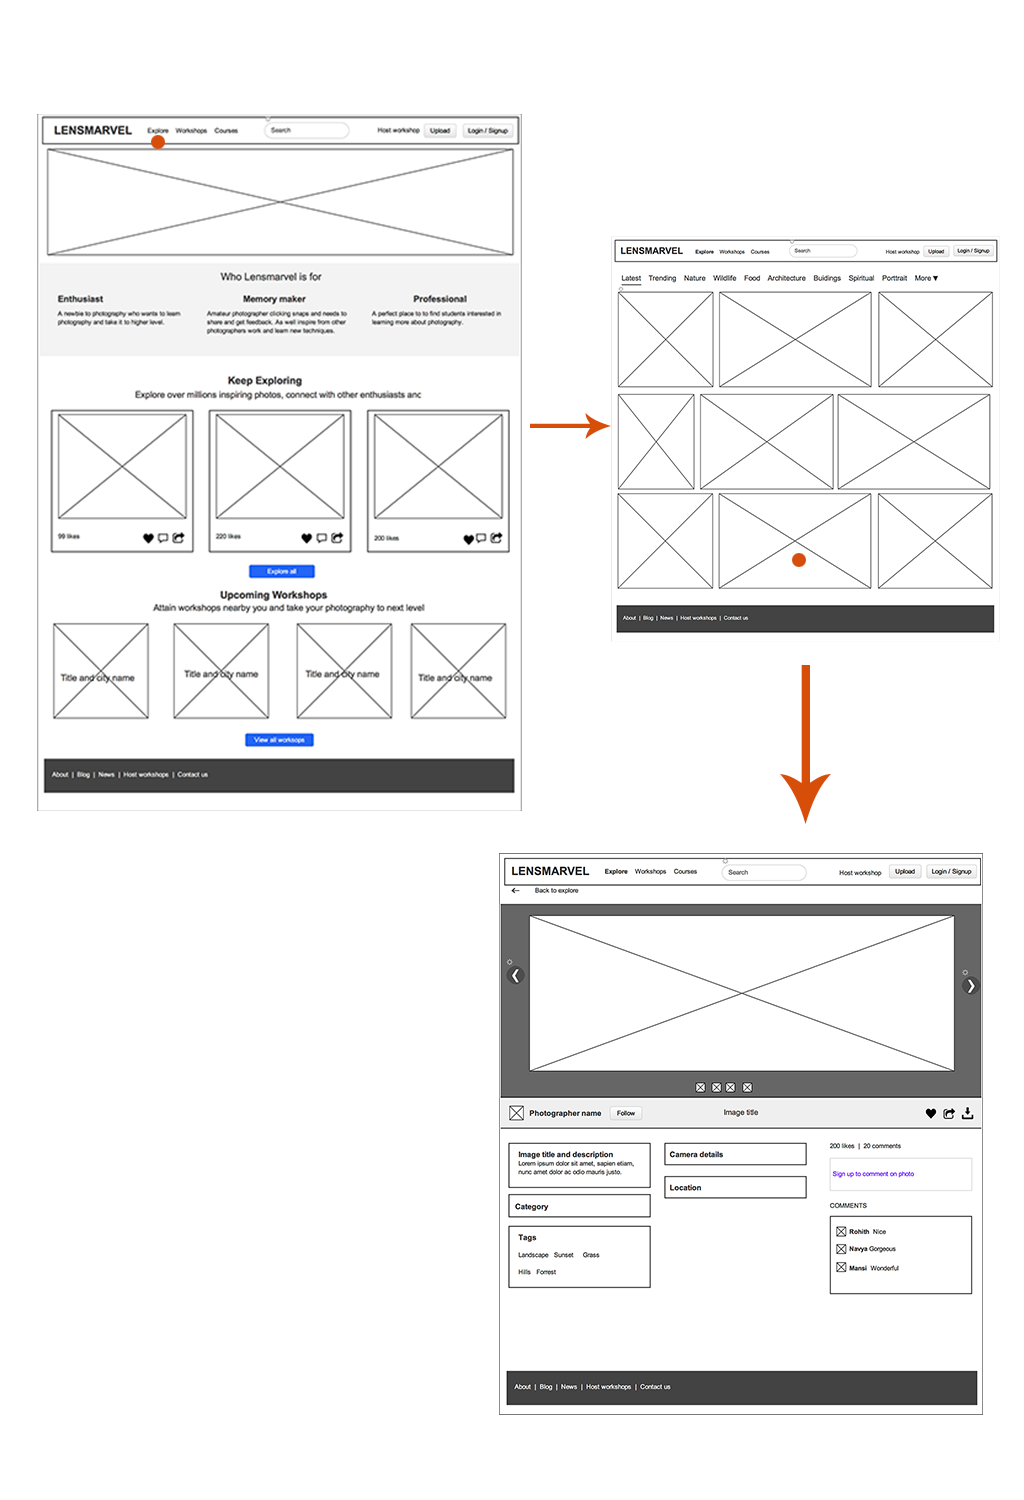 LENSMARVEL Explore Workshops Courses Search Host workshop Upload Login / Signup
Who Lensmarvel is for
Enthusiast Memory maker Professional
A newbie to photography who wants to learn
photography and take it to higher level.
Amateur photographer clicking snaps and needs to
share and get feedback. As well inspire from other
photographers work and learn new techniques.
A perfect place to to find students interested in
learning more about photography.
Keep Exploring
Explore over millions inspiring photos, connect with other enthusiasts anc
99 likes 220 likes 200 likes
Explore all
Upcoming Workshops
Attain workshops nearby you and take your photography to next level
Title and city name Title and city name Title and city name Title and city name
View all worksops
About | Blog | News | Host workshops | Contact us
LENSMARVEL Explore Workshops Courses Search Host workshop Upload Login / Signup
Latest Trending Nature Wildlife Food Architecture Buidings Spiritual Portrait More ▼
About | Blog | News | Host workshops | Contact us
LENSMARVEL Explore Workshops Courses Search Host workshop Upload Login / Signup
Back to explore
Photographer name Follow Image title
Image title and description
Lorem ipsum dolor sit amet, sapien etiam,
nunc amet dolor ac odio mauris justo.
Category
Tags
Landscape Sunset Grass
Hills Forrest
Camera details
Location
200 likes | 20 comments
Sign up to comment on photo
COMMENTS
Rohith Nice
Navya Gorgeous
Mansi Wonderful
About | Blog | News | Host workshops | Contact us